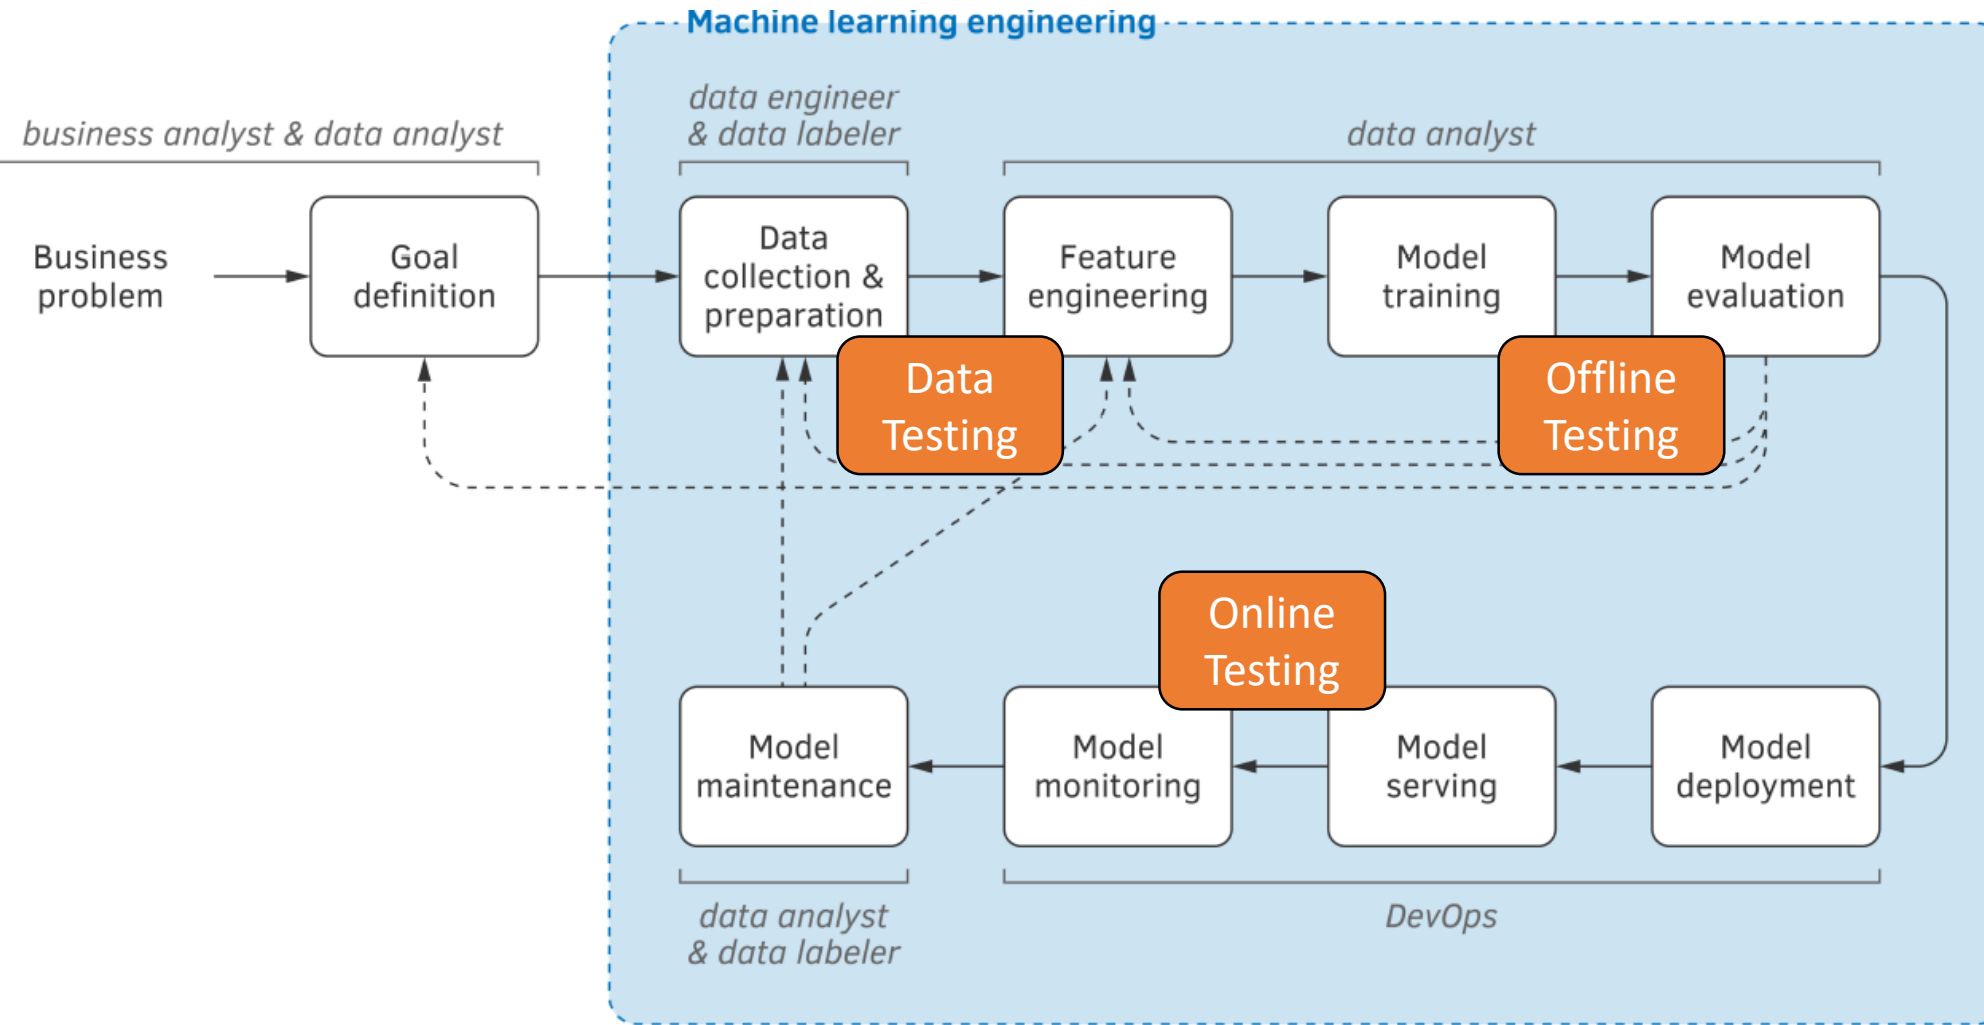 Machine learning engineering
data engineer
& data labeler
business analyst & data analyst
data analyst
Business
problem
Goal
definition
Data
collection &
preparation
Feature
engineering
Model
training
Model
evaluation
Data
Testing
Offline
Testing
Online
Testing
Model
maintenance
Model
monitoring
Model
serving
Model
deployment
data analyst
& data labeler
DevOps